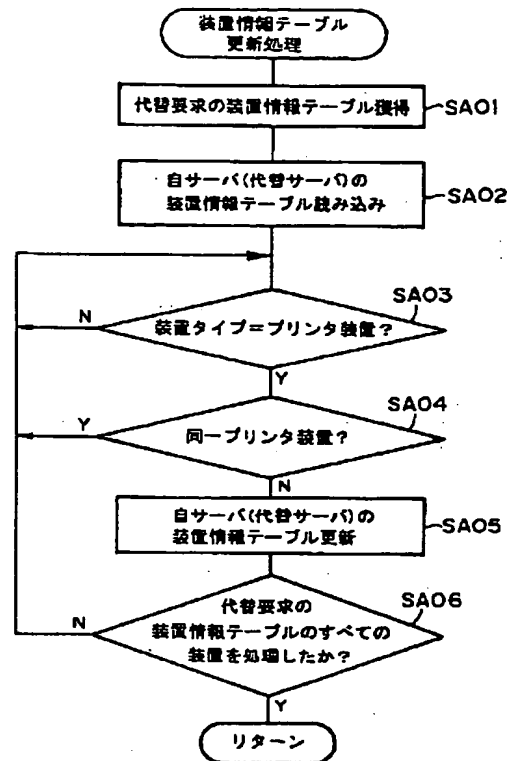 装置情報テーブル
更新処理
代替要求の装置情報テーブル獲得
SA01
自サーバ(代替サーバ)の
装置情報テーブル読み込み
SA02
SA03
N
装置タイプ=プリンタ装置?
Y
SA04
Y
同一プリンタ装置?
N
自サーバ(代替サーバ)の
装置情報テーブル更新
SA05
SA06
代替要求の
N
装置情報テーブルのすべての
装置を処理したか?
Y
リターン